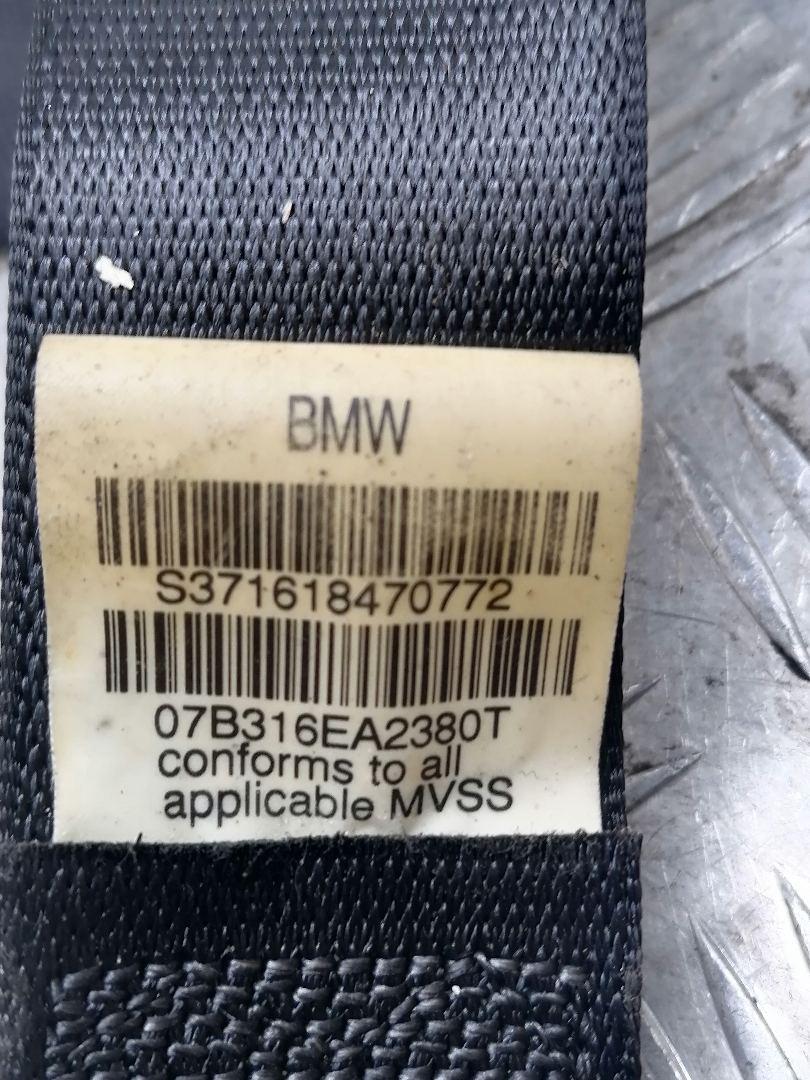 BMW
S371618470772
07B316EA2380T
conforms to all
applicable MVSS